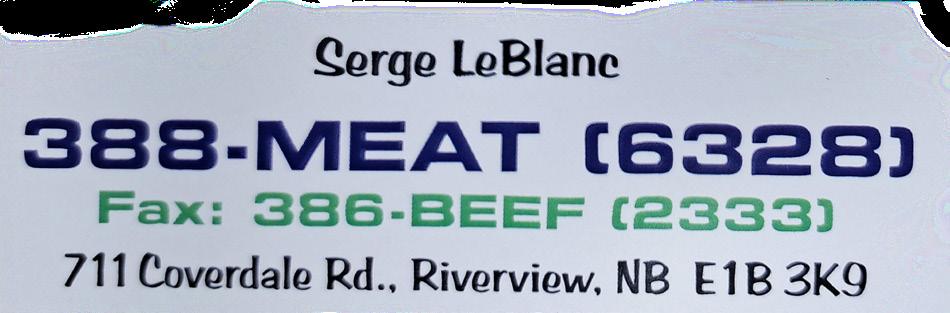 Serge LeBlanc
388-MEAT (6328)
Fax: 386-BEEF (2333)
711 Coverdale Rd., Riverview, NB E1B 3K9